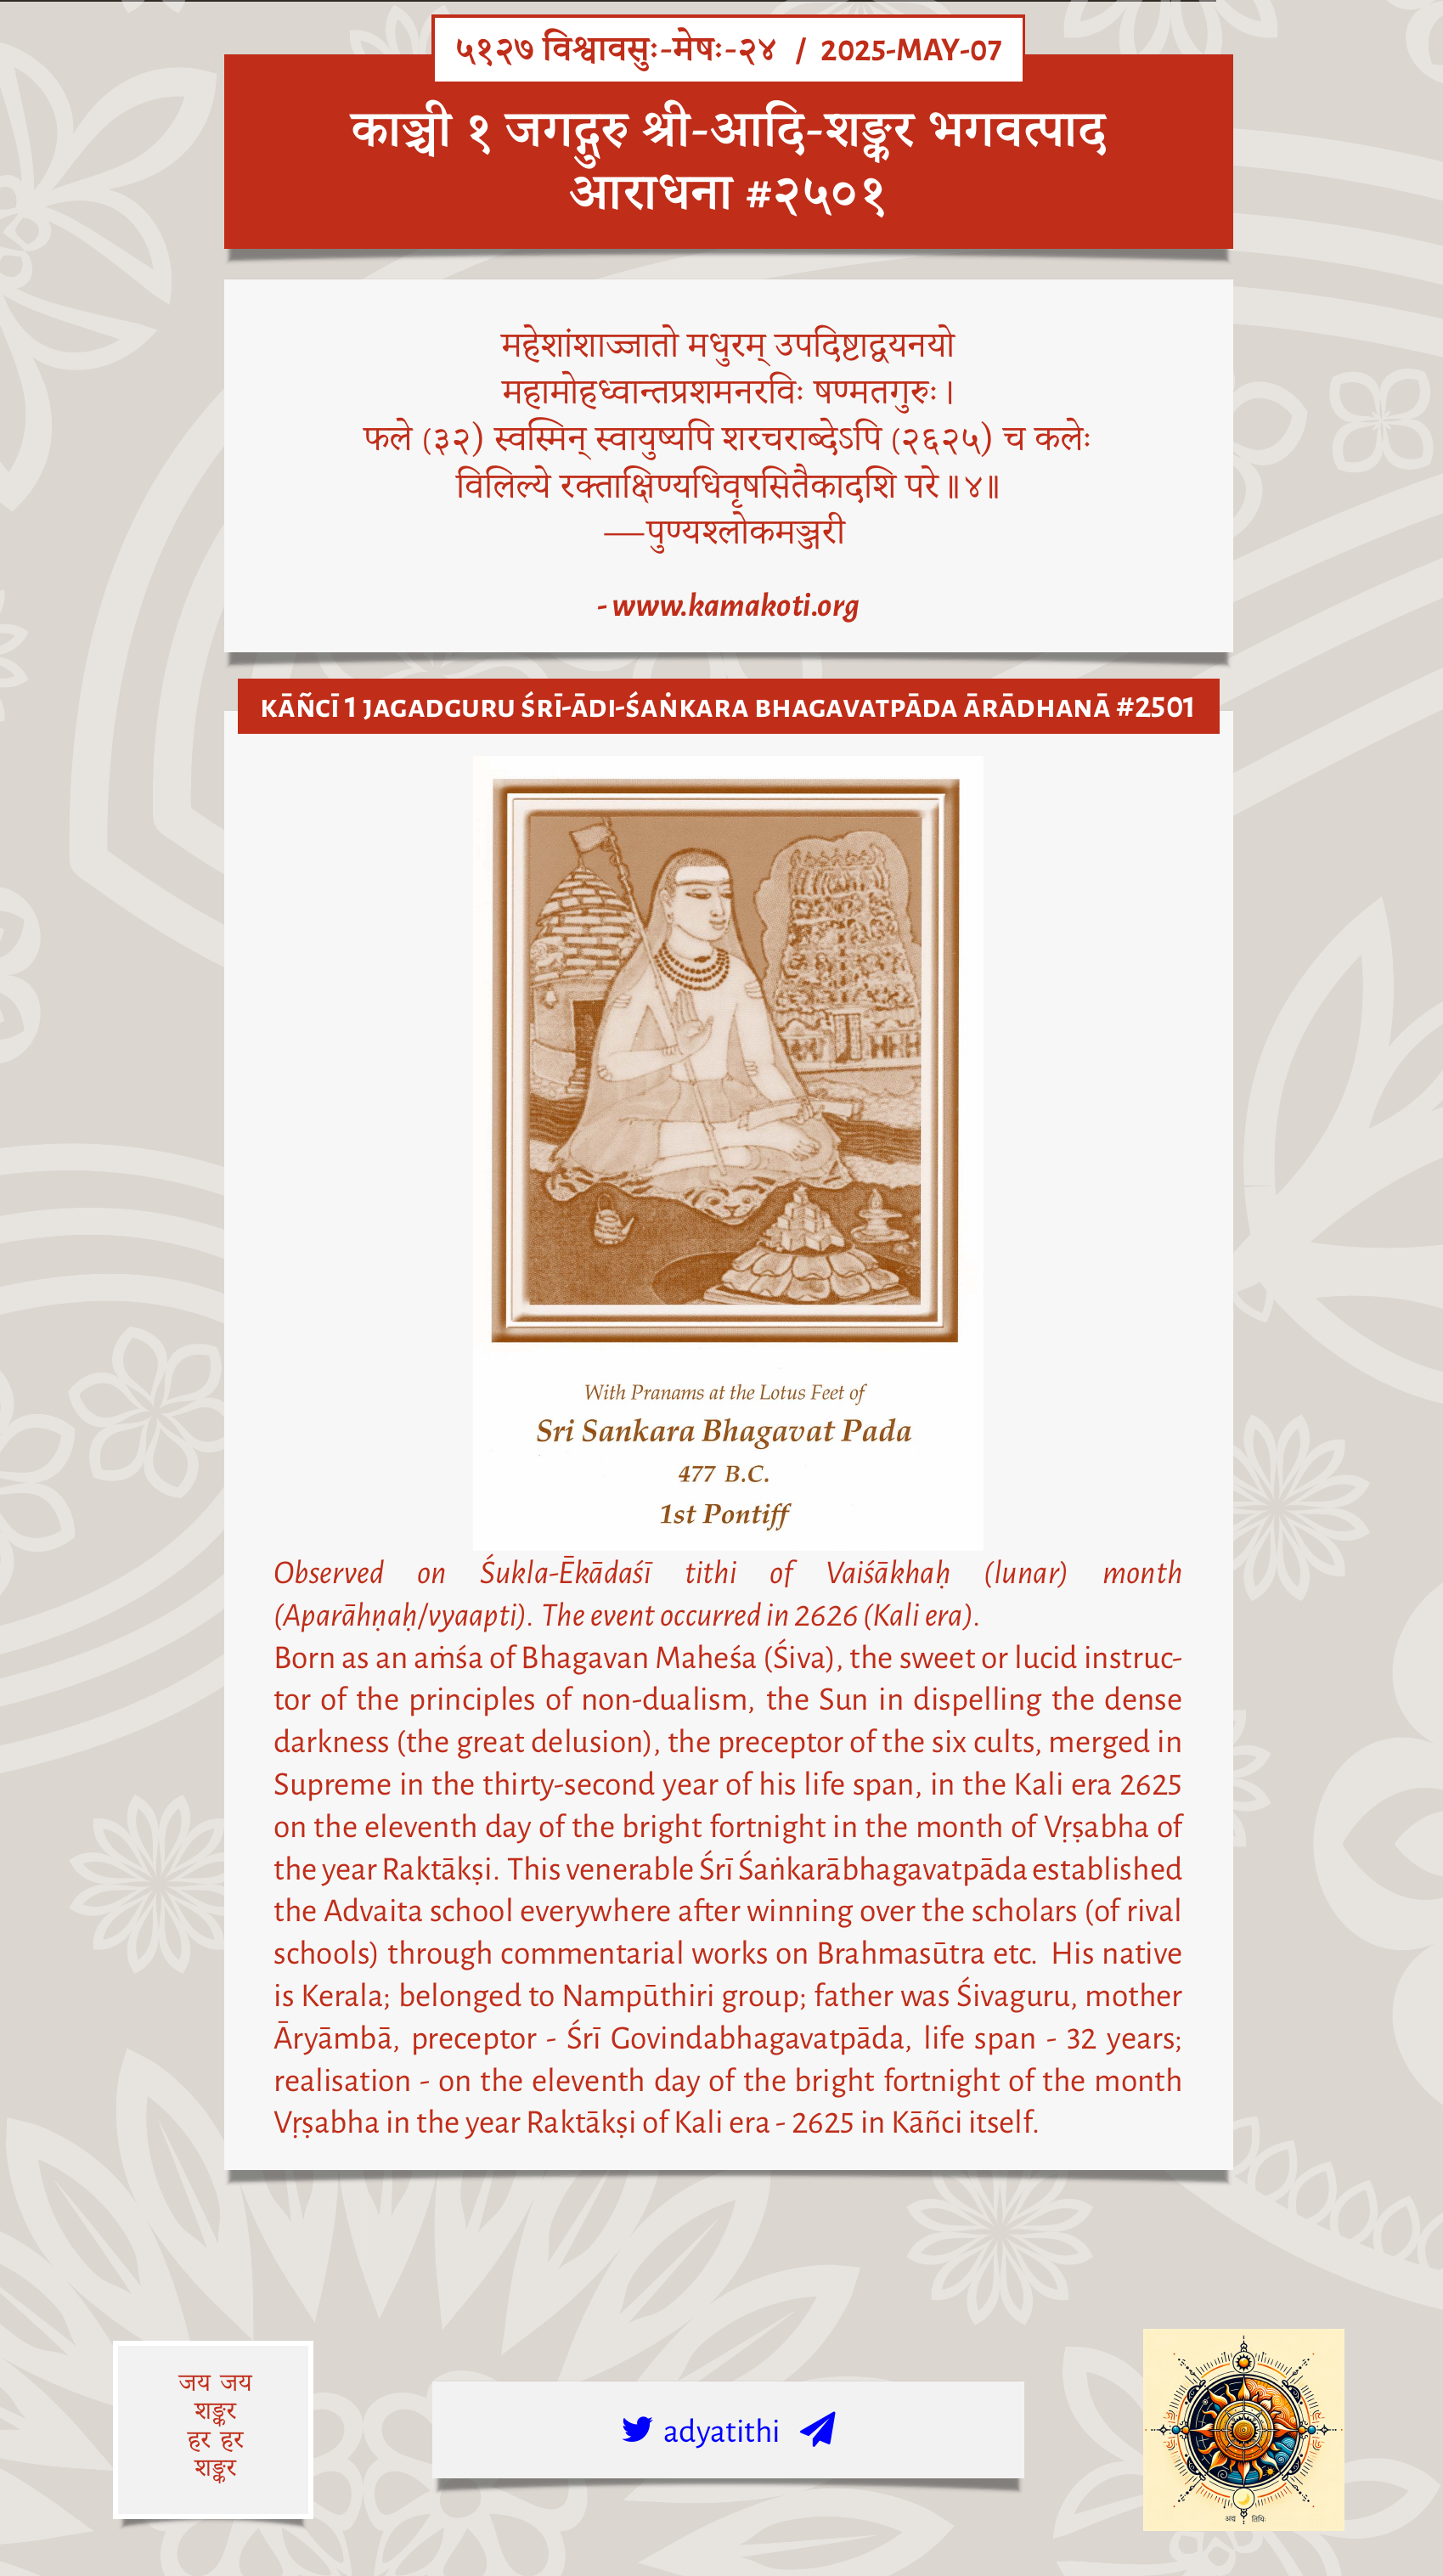 ५१२७ विश्वावसुः-मेषः-२४ / 2025-MAY-07
काञ्ची १ जगद्गुरु श्री-आदि-शङ्कर भगवत्पाद
आराधना #२५०१
महेशांशाज्जातो मधुरम् उपदिष्टाद्वयनयो
महामोहध्वान्तप्रशमनरविः षण्मतगुरुः।
फले (३२) स्वस्मिन् स्वायुष्यपि शरचराब्देऽपि (२६२५) च कलेः
विलिल्ये रक्ताक्षिण्यधिवृषसितैकादशि परे॥४॥
—पुण्यश्लोकमञ्जरी
- www.kamakoti.org
KĀÑCĪ 1 JAGADGURU ŚRĪ-ĀDI-ŚAṄKARA BHAGAVATPĀDA ĀRĀDHANĀ #2501
With Pranams at the Lotus Feet of
Sri Sankara Bhagavat Pada
477 B.C.
1st Pontiff
Observed on Śukla-Ēkādaśī tithi of Vaiśākhaḥ (lunar) month
(Aparāhṇaḥ/vyaapti). The event occurred in 2626 (Kali era).
Born as an aṁśa of Bhagavan Maheśa (Śiva), the sweet or lucid instruc-
tor of the principles of non-dualism, the Sun in dispelling the dense
darkness (the great delusion), the preceptor of the six cults, merged in
Supreme in the thirty-second year of his life span, in the Kali era 2625
on the eleventh day of the bright fortnight in the month of Vṛṣabha of
the year Raktākṣi. This venerable Śrī Śaṅkarābhagavatpāda established
the Advaita school everywhere after winning over the scholars (of rival
schools) through commentarial works on Brahmasūtra etc. His native
is Kerala; belonged to Nampūthiri group; father was Śivaguru, mother
Āryāmbā, preceptor - Śrī Govindabhagavatpāda, life span - 32 years;
realisation - on the eleventh day of the bright fortnight of the month
Vṛṣabha in the year Raktākṣi of Kali era - 2625 in Kāñci itself.
जय जय
शङ्कर
हर हर
शङ्कर
adyatithi
अद्य तिथिः